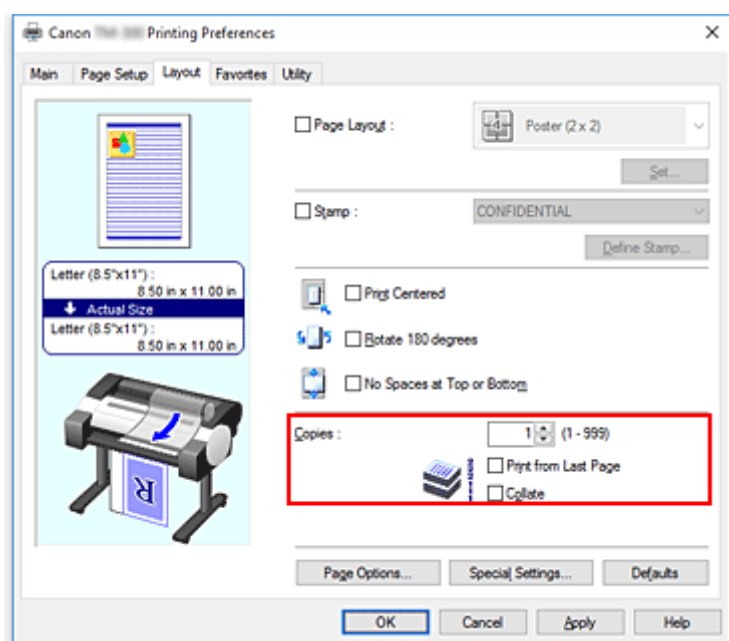 Canon Printing Preferences
Main Page Setup Layout Favorites Utility
Page Layout :
4
Poster (2 x 2)
Set...
Stamp :
CONFIDENTIAL
Define Stamp...
Letter (8.5"x11") :
8.50 in x 11.00 in
Actual Size
Letter (8.5"x11") :
8.50 in x 11.00 in
Print Centered
Rotate 180 degrees
No Spaces at Top or Bottom
Copies :
1 (1 - 999)
Print from Last Page
Collate
R
Page Options... Special Settings... Defaults
OK Cancel Apply Help